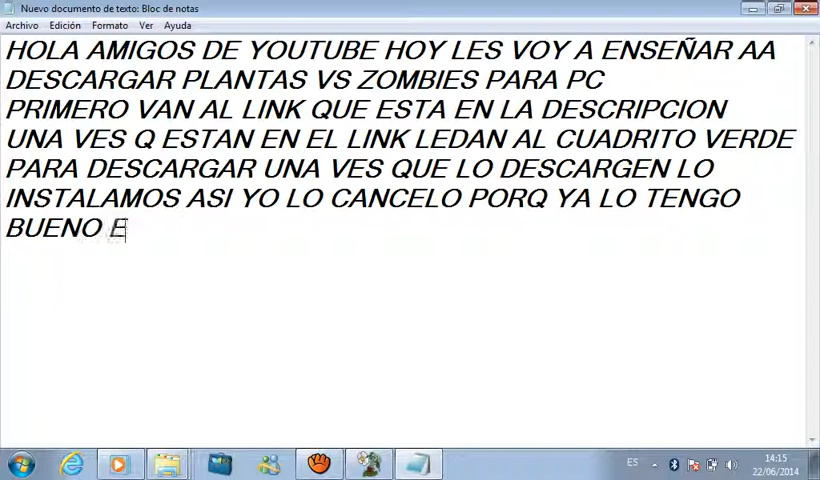 Nuevo documento de texto: Bloc de notas
Archivo Edición Formato Ver Ayuda
HOLA AMIGOS DE YOUTUBE HOY LES VOY A ENSEÑAR AA
DESCARGAR PLANTAS VS ZOMBIES PARA PC
PRIMERO VAN AL LINK QUE ESTA EN LA DESCRIPCION
UNA VES Q ESTAN EN EL LINK LEDAN AL CUADRITO VERDE
PARA DESCARGAR UNA VES QUE LO DESCARGEN LO
INSTALAMOS ASI YO LO CANCELO PORQ YA LO TENGO
BUENO E
ES
14:15
22/06/2014